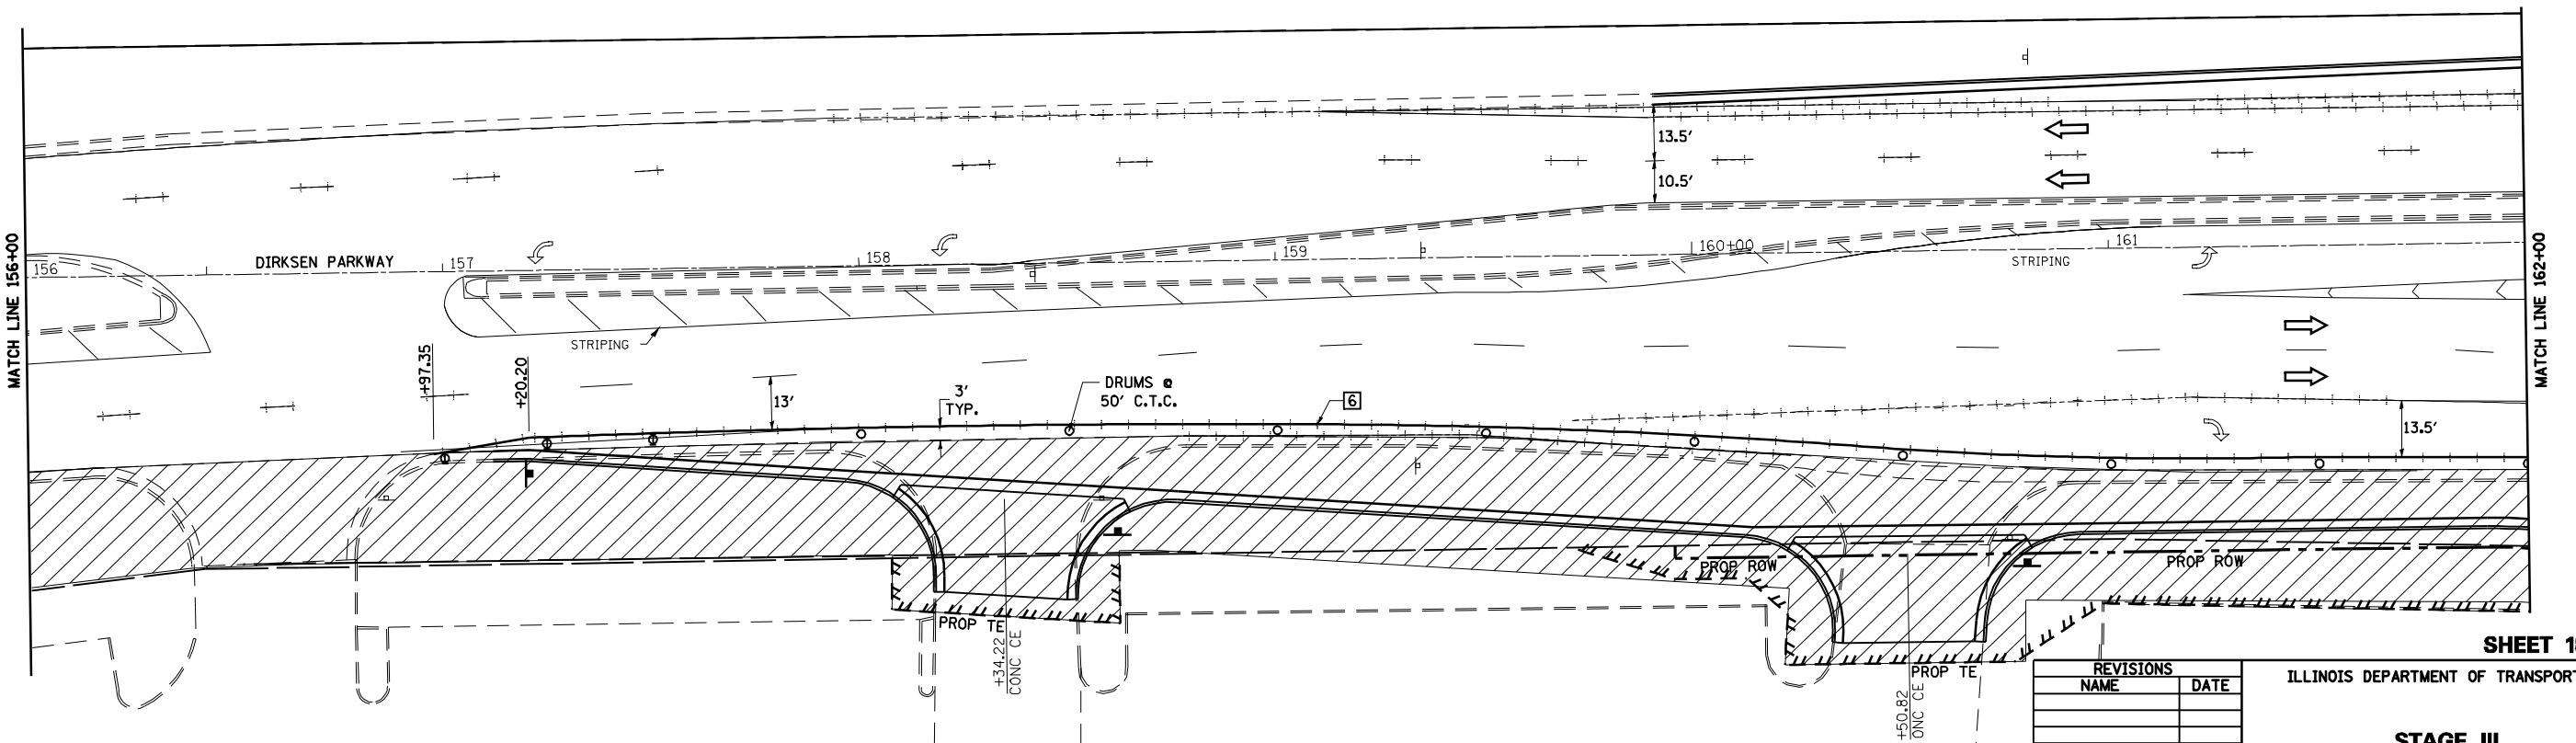 MATCH LINE 156+00
DIRKSEN PARKWAY
156
157
158
159
160+00
161
13.5'
10.5'
STRIPING
STRIPING
MATCH LINE 162+00
+97.35
+20.20
13'
3'
TYP.
DRUMS @
50' C.T.C.
6
13.5'
PROP ROW
PROP ROW
PROP TE
+34.22
CONC CE
PROP TE
+50.82
ONC CE
SHEET 1
REVISIONS
NAME
DATE
ILLINOIS DEPARTMENT OF TRANSPORT
STAGE III